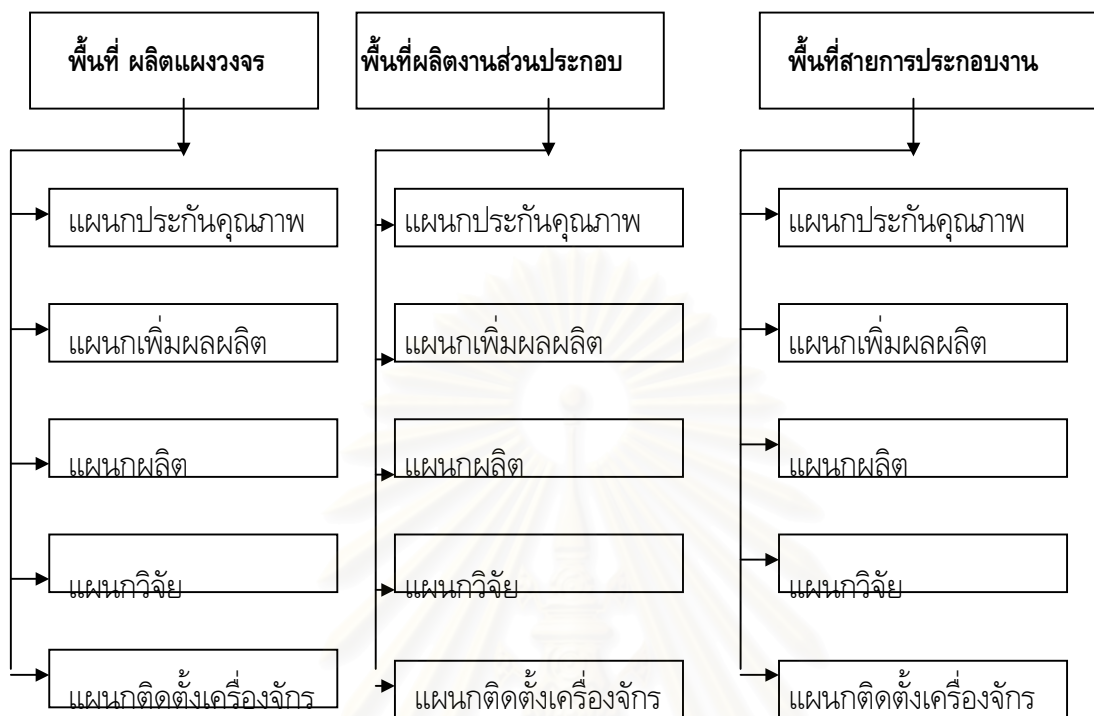 พื้นที่ ผลิตแผงวงจร
แผนกประกันคุณภาพ
แผนกเพิ่มผลผลิต
แผนกผลิต
แผนกวิจัย
แผนกติดตั้งเครื่องจักร
พื้นที่ผลิตงานส่วนประกอบ
แผนกประกันคุณภาพ
แผนกเพิ่มผลผลิต
แผนกผลิต
แผนกวิจัย
แผนกติดตั้งเครื่องจักร
พื้นที่สายการประกอบงาน
แผนกประกันคุณภาพ
แผนกเพิ่มผลผลิต
แผนกผลิต
แผนกวิจัย
แผนกติดตั้งเครื่องจักร